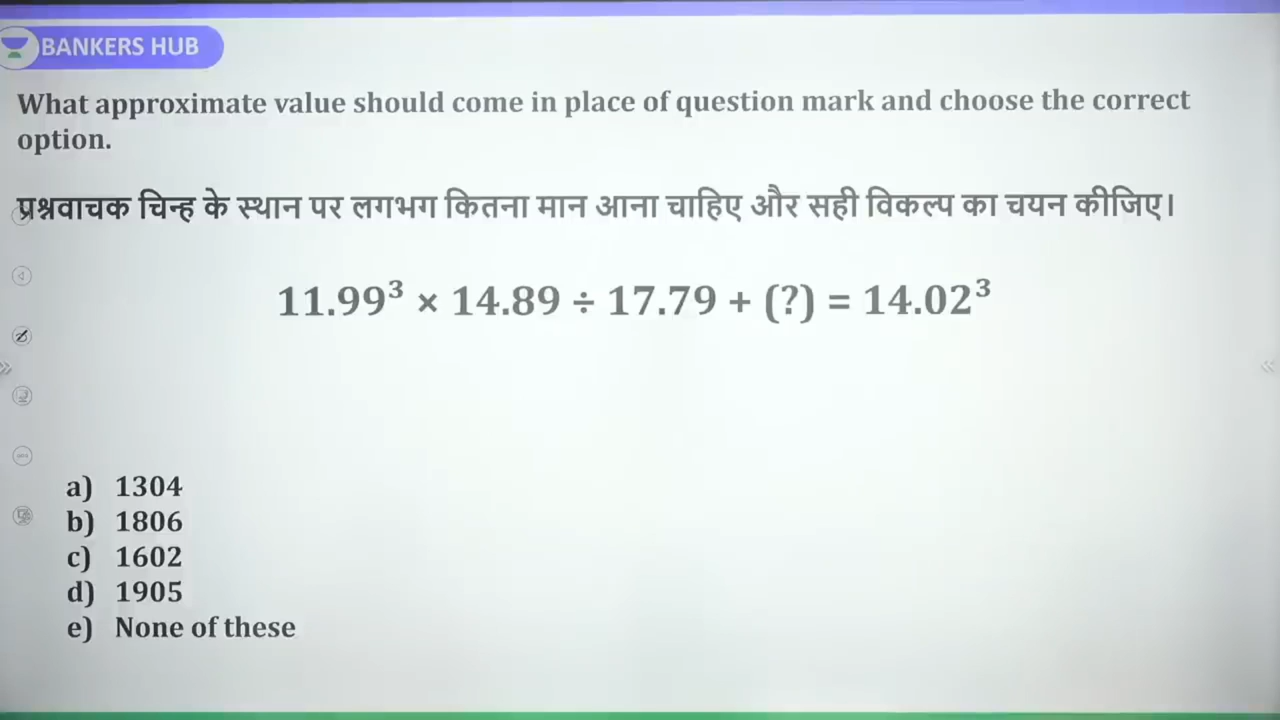 BANKERS HUB
What approximate value should come in place of question mark and choose the correct
option.
प्रश्नवाचक चिन्ह के स्थान पर लगभग कितना मान आना चाहिए और सही विकल्प का चयन कीजिए।
11.99³ × 14.89 ÷ 17.79 + (?) = 14.02³
a) 1304
b) 1806
c) 1602
d) 1905
e) None of these